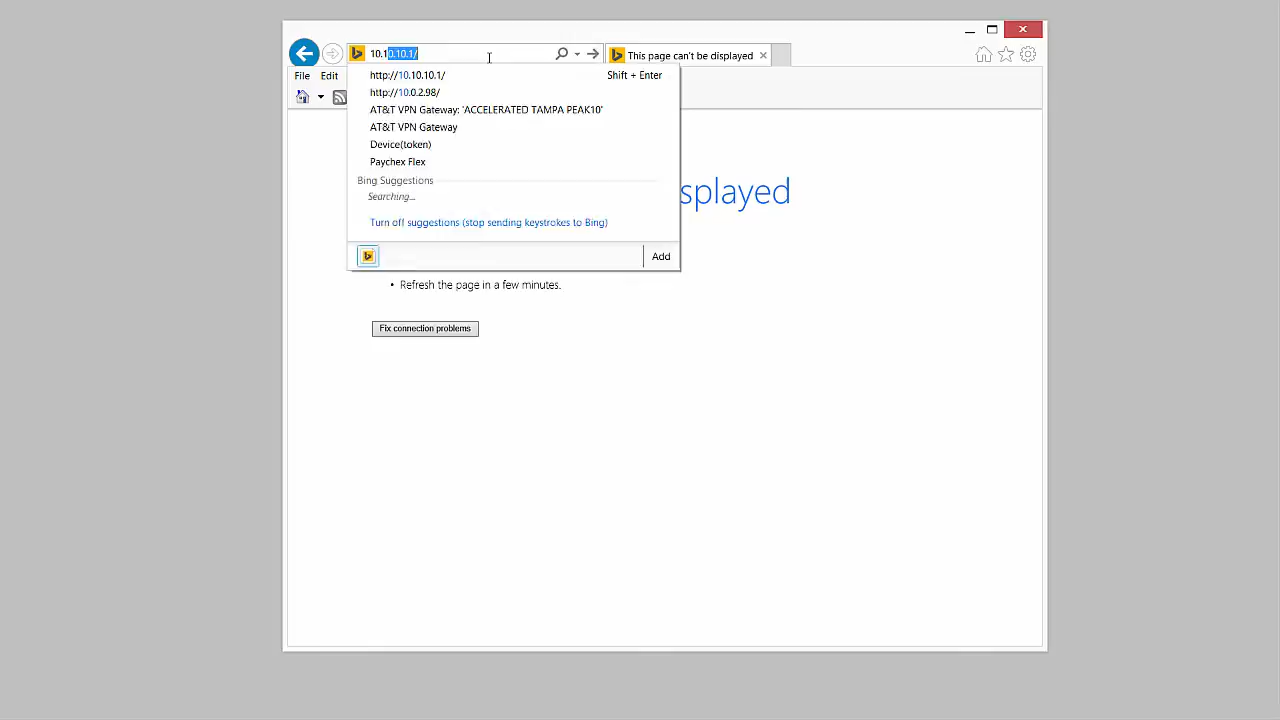 10.10.10.1/
This page can't be displayed
File Edit
http://10.10.10.1/ Shift + Enter
http://10.0.2.98/
AT&T VPN Gateway: 'ACCELERATED TAMPA PEAK10'
AT&T VPN Gateway
Device(token)
Paychex Flex
Bing Suggestions
splayed
Searching...
Turn off suggestions (stop sending keystrokes to Bing)
Add
• Refresh the page in a few minutes.
Fix connection problems